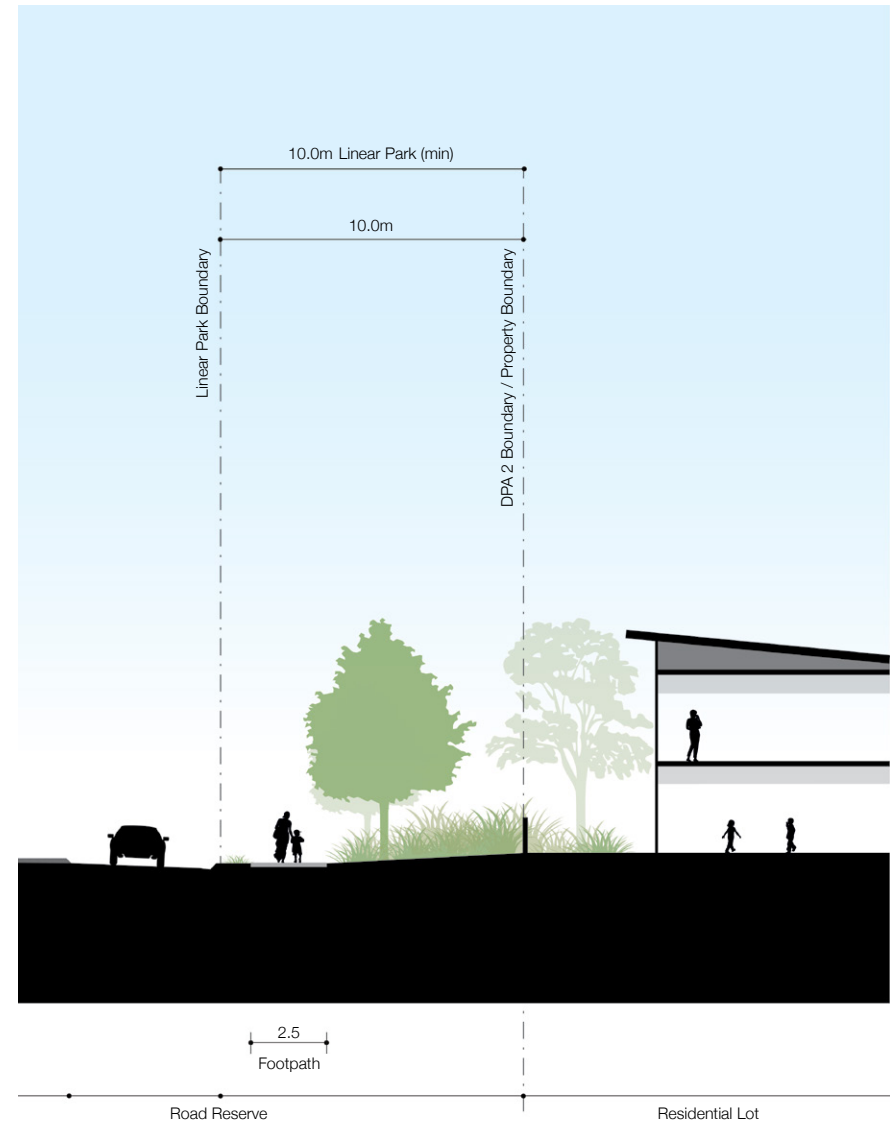 10.0m Linear Park (min)
10.0m
Linear Park Boundary
DPA 2 Boundary / Property Boundary
2.5
Footpath
Road Reserve
Residential Lot